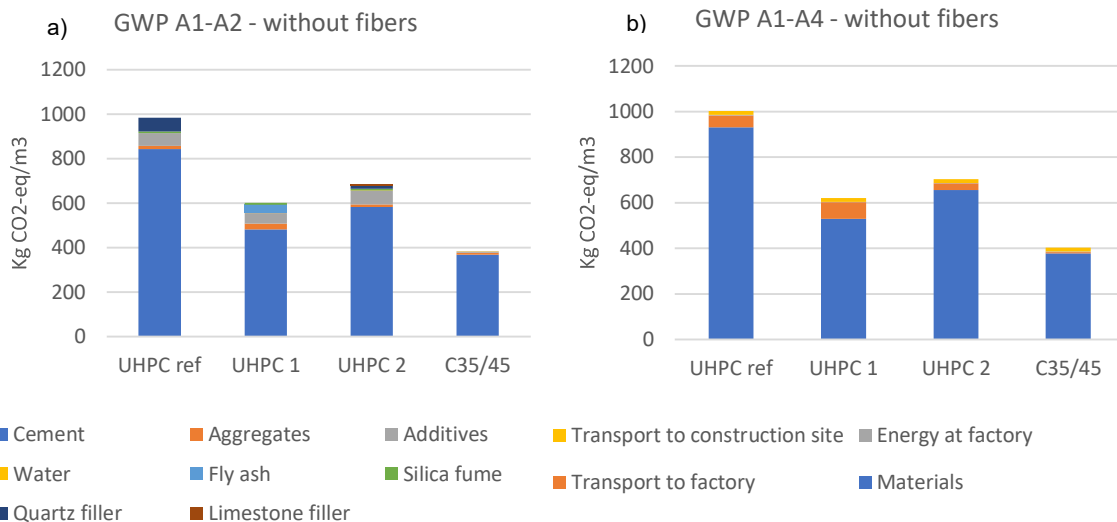 a) GWP A1-A2 - without fibers
Kg CO2-eq/m3
1200
1000
800
600
400
200
0
UHPC ref UHPC 1 UHPC 2 C35/45
Cement Aggregates Additives
Water Fly ash Silica fume
Quartz filler Limestone filler
b) GWP A1-A4 - without fibers
Kg CO2-eq/m3
1200
1000
800
600
400
200
0
UHPC ref UHPC 1 UHPC 2 C35/45
Transport to construction site Energy at factory
Transport to factory Materials